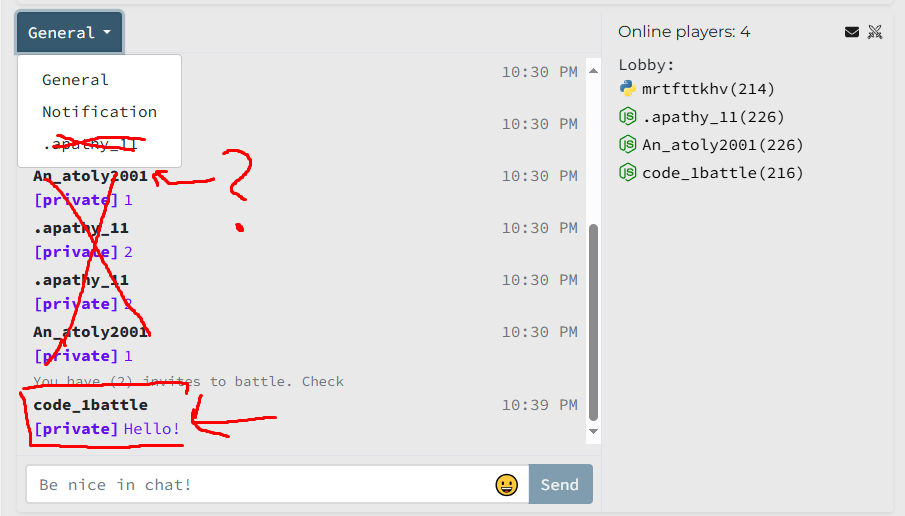 General
Online players: 4
General
Notification
.apathy_11
Lobby:
mrtfttkhv(214)
.apathy_11(226)
An_atoly2001(226)
code_1battle(216)
10:30 PM
10:30 PM
An_atoly2001 10:30 PM
[private] 1
.apathy_11 10:30 PM
[private] 2
.apathy_11 10:30 PM
[private] 2
An_atoly2001 10:30 PM
[private] 1
You have (2) invites to battle. Check
code_1battle 10:39 PM
[private] Hello!
Be nice in chat!
Send
?